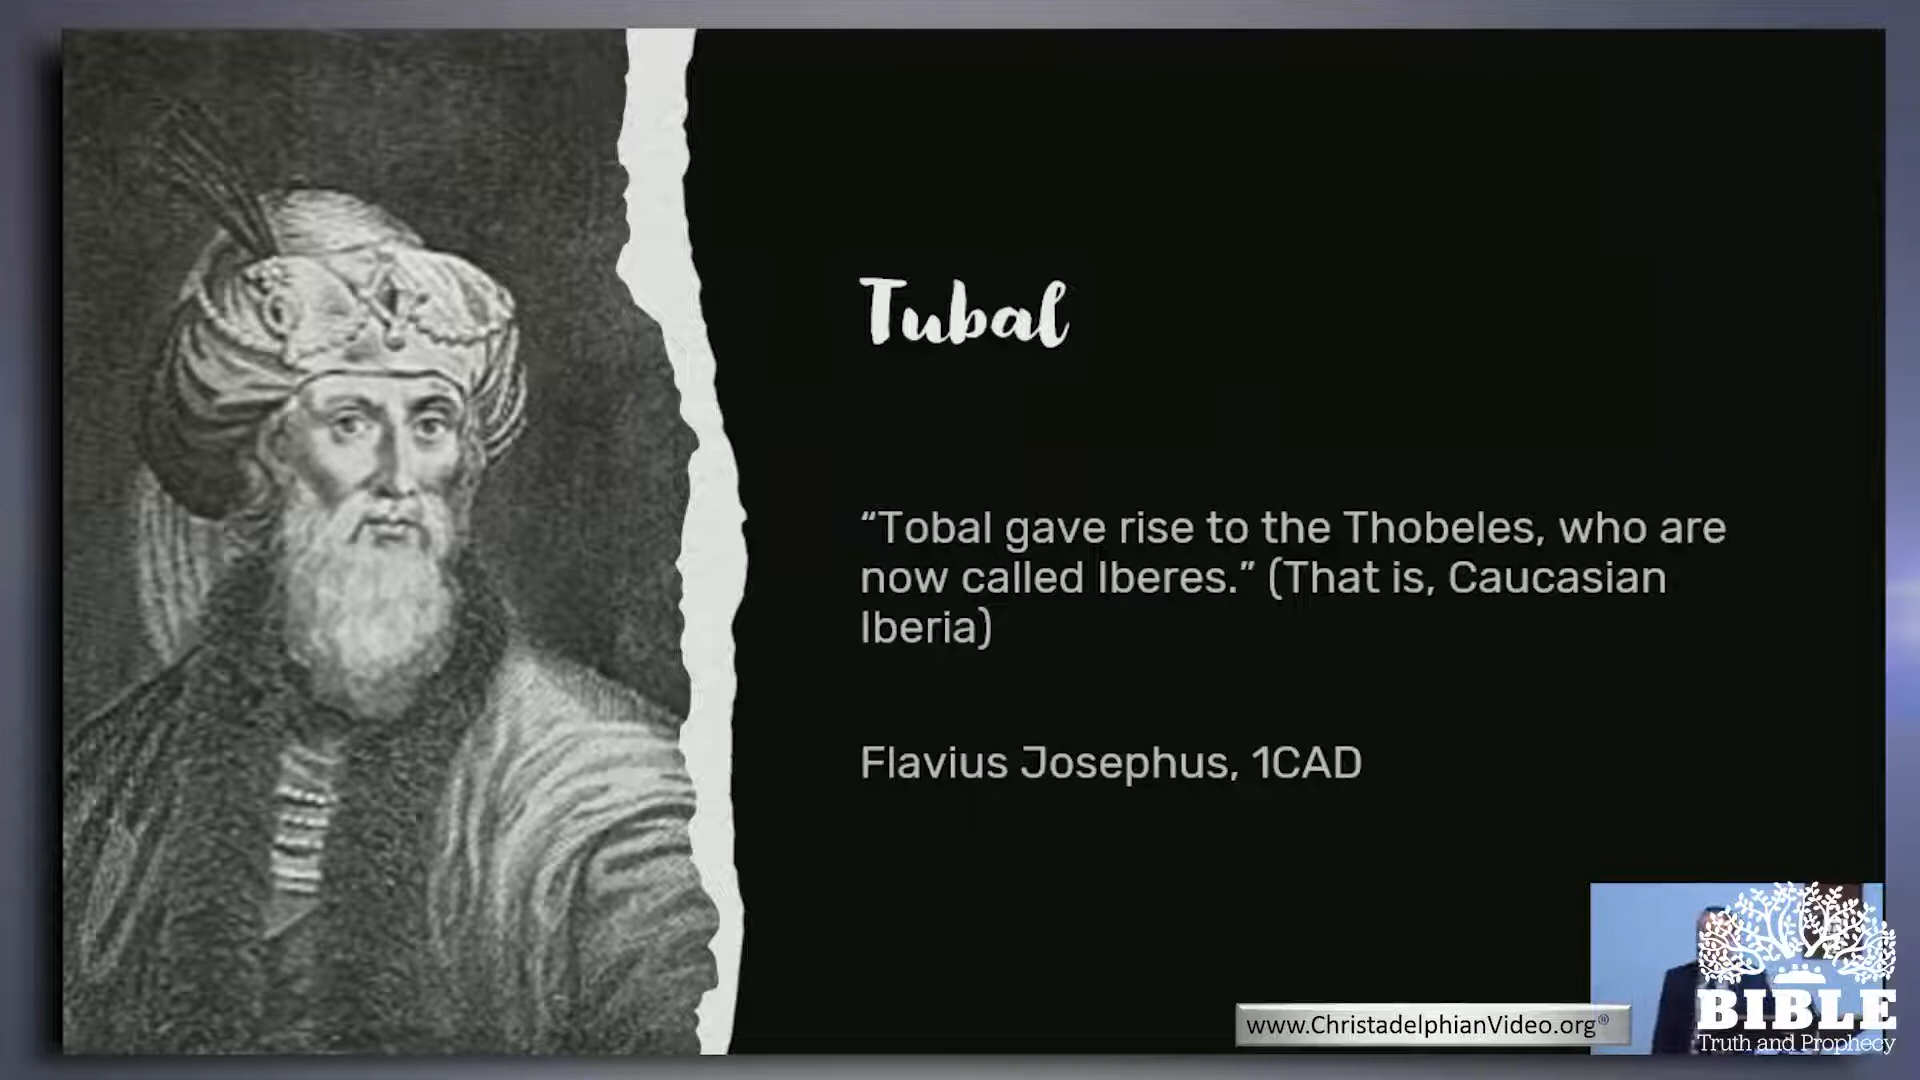 Tubal
“Tobal gave rise to the Thobeles, who are
now called Iberes.” (That is, Caucasian
Iberia)
Flavius Josephus, 1CAD
www.ChristadelphianVideo.org®
BIBLE
Truth and Prophecy